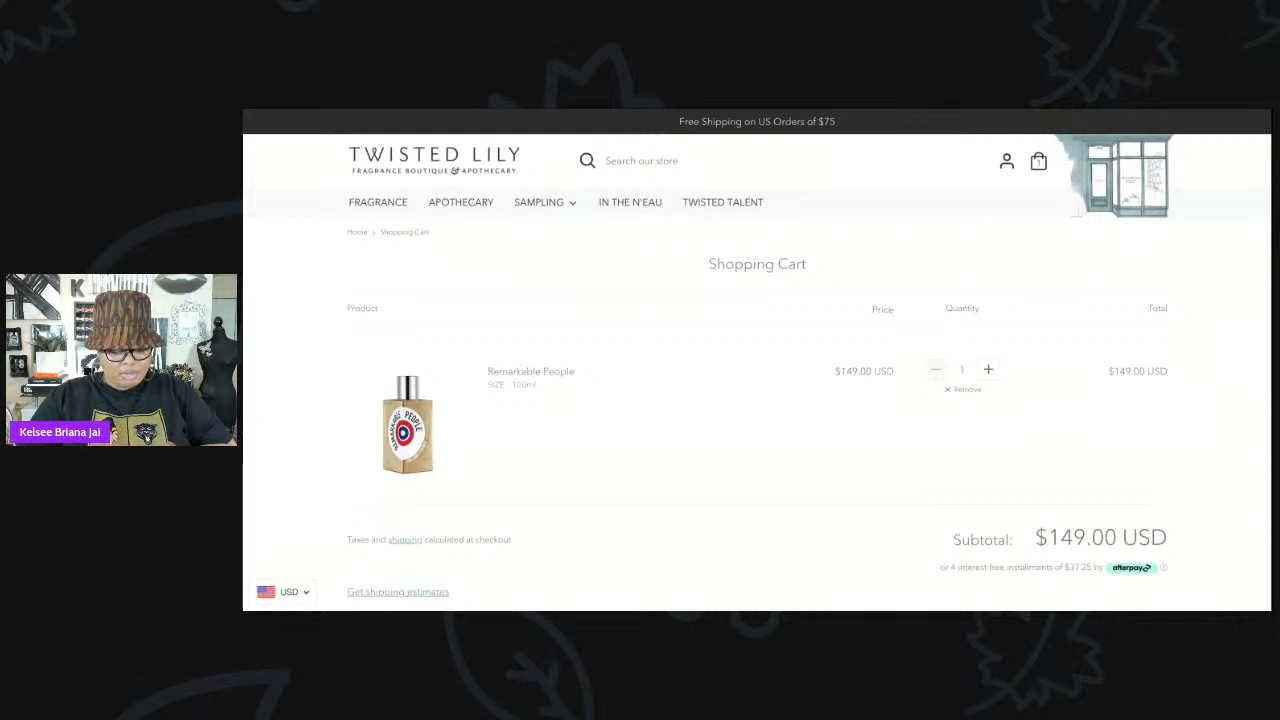 Free Shipping on US Orders of $75
TWISTED LILY
FRAGRANCE BOUTIQUE & APOTHECARY
Search our store
1
FRAGRANCE APOTHECARY SAMPLING IN THE N'EAU TWISTED TALENT
Home > Shopping Cart
Shopping Cart
Product Price Quantity Total
Remarkable People $149.00 USD — 1 + $149.00 USD
SIZE 100ml
× Remove
REMARKABLE PEOPLE
K
Kelsee Briana Jai
Subtotal: $149.00 USD
Taxes and shipping calculated at checkout
or 4 interest-free installments of $37.25 by afterpay
USD
Get shipping estimates